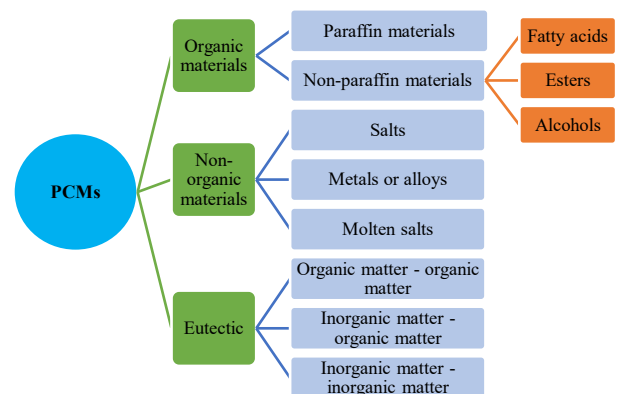 PCMs
Organic
materials
Paraffin materials
Non-paraffin materials
Fatty acids
Esters
Alcohols
Non-
organic
materials
Salts
Metals or alloys
Molten salts
Eutectic
Organic matter - organic
matter
Inorganic matter -
organic matter
Inorganic matter -
inorganic matter